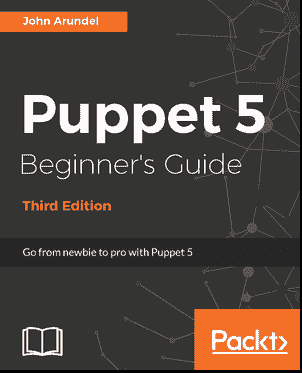 John Arundel
Puppet 5
Beginner's Guide
Third Edition
Go from newbie to pro with Puppet 5
Packt>